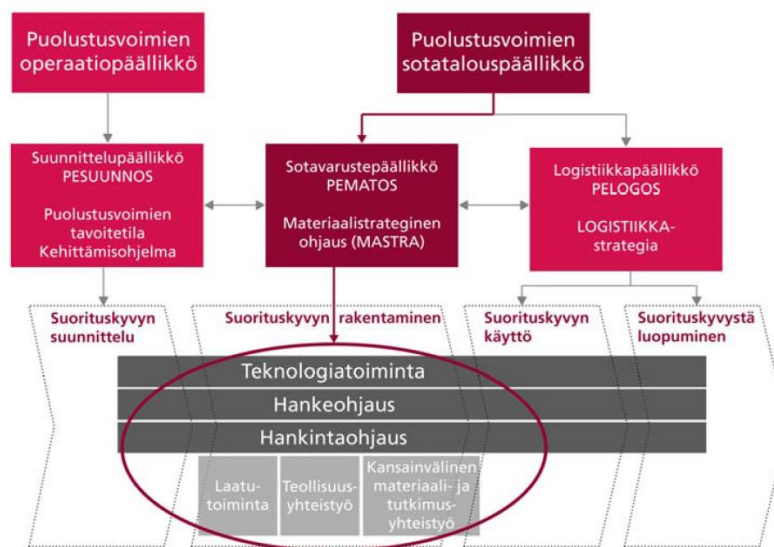 Puolustusvoimien
operaatiopäällikkö
Puolustusvoimien
sotatalouspäällikkö
Suunnittelupäällikkö
PESUUNNOS
Puolustusvoimien
tavoitetila
Kehittämisohjelma
Sotavarustepäällikkö
PEMATOS
Materiaalistrateginen
ohjaus (MASTRA)
Logistiikkapäällikkö
PELOGOS
LOGISTIIKKA-
strategia
Suorituskyvyn
suunnittelu
Suorituskyvyn rakentaminen
Suorituskyvyn
käyttö
Suorituskyvystä
luopuminen
Teknologiatoiminta
Hankeohjaus
Hankintaohjaus
Laatu-
toiminta
Teollisuus-
yhteistyö
Kansainvälinen
materiaali- ja
tutkimus-
yhteistyö